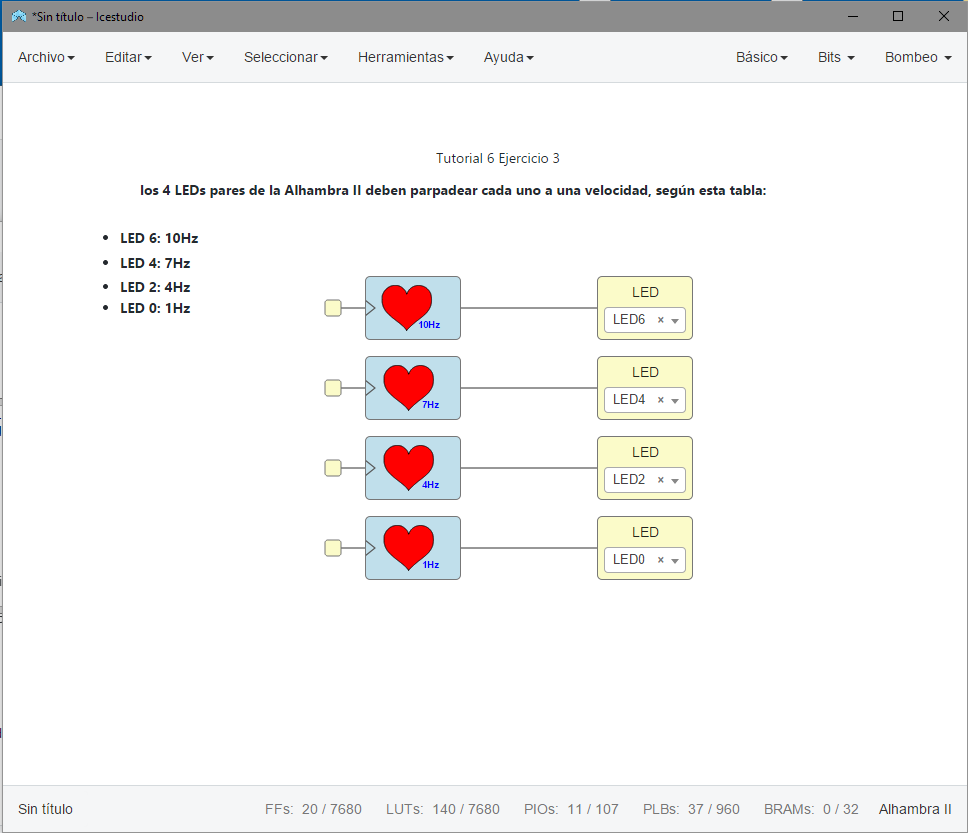 *Sin título – Icestudio
Archivo Editar Ver Seleccionar Herramientas Ayuda Básico Bits Bombeo
Tutorial 6 Ejercicio 3
los 4 LEDs pares de la Alhambra II deben parpadear cada uno a una velocidad, según esta tabla:
• LED 6: 10Hz
• LED 4: 7Hz
• LED 2: 4Hz
• LED 0: 1Hz
10Hz
LED
LED6 ×
7Hz
LED
LED4 ×
4Hz
LED
LED2 ×
1Hz
LED
LED0 ×
Sin título FFs: 20 / 7680 LUTs: 140 / 7680 PIOs: 11 / 107 PLBs: 37 / 960 BRAMs: 0 / 32 Alhambra II